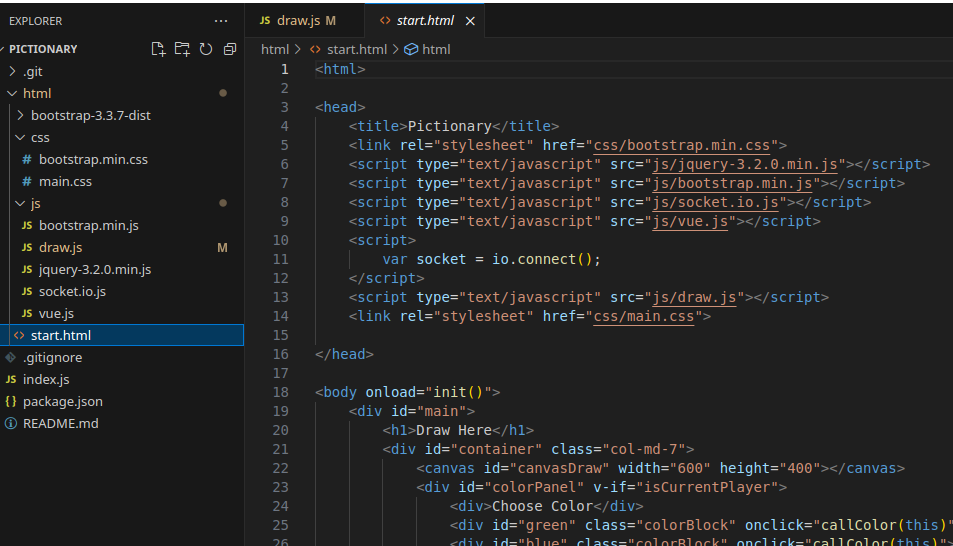 EXPLORER ...
PICTIONARY
.git
html
bootstrap-3.3.7-dist
css
# bootstrap.min.css
# main.css
js
JS bootstrap.min.js
JS draw.js M
JS jquery-3.2.0.min.js
JS socket.io.js
JS vue.js
<> start.html
.gitignore
JS index.js
{} package.json
README.md
JS draw.js M
<> start.html ×
html > <> start.html > html
1 <html>
2
3 <head>
4 <title>Pictionary</title>
5 <link rel="stylesheet" href="css/bootstrap.min.css">
6 <script type="text/javascript" src="js/jquery-3.2.0.min.js"></script>
7 <script type="text/javascript" src="js/bootstrap.min.js"></script>
8 <script type="text/javascript" src="js/socket.io.js"></script>
9 <script type="text/javascript" src="js/vue.js"></script>
10 <script>
11 var socket = io.connect();
12 </script>
13 <script type="text/javascript" src="js/draw.js"></script>
14 <link rel="stylesheet" href="css/main.css">
15
16 </head>
17
18 <body onload="init()">
19 <div id="main">
20 <h1>Draw Here</h1>
21 <div id="container" class="col-md-7">
22 <canvas id="canvasDraw" width="600" height="400"></canvas>
23 <div id="colorPanel" v-if="isCurrentPlayer">
24 <div>Choose Color</div>
25 <div id="green" class="colorBlock" onclick="callColor(this)"
26 <div id="blue" class="colorBlock" onclick="callColor(this)">